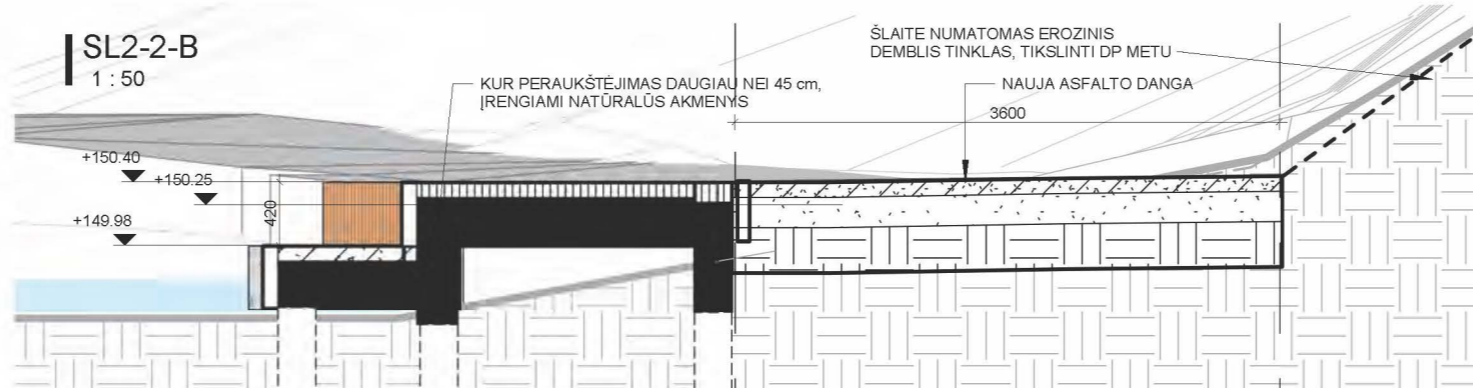 SL2-2-B
1 : 50
ŠLAITE NUMATOMAS EROZINIS
DEMBLIS TINKLAS, TIKSLINTI DP METU
KUR PERAUKŠTĖJIMAS DAUGIAU NEI 45 cm,
ĮRENGIAMI NATŪRALŪS AKMENYS
NAUJA ASFALTO DANGA
3600
+150.40
+150.25
420
+149.98